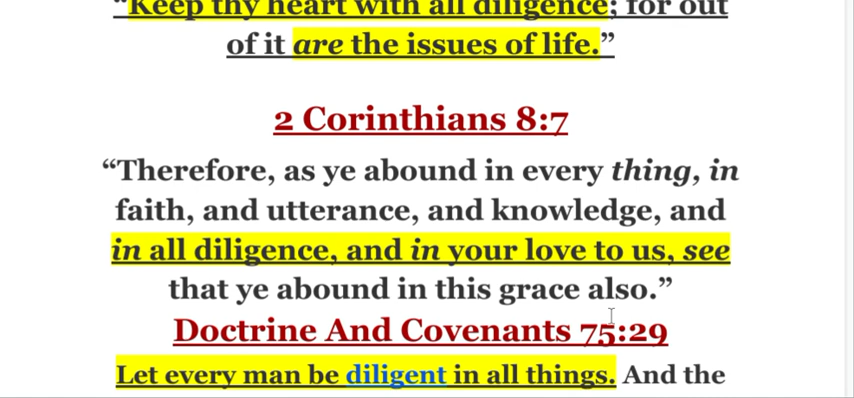 “Keep thy heart with all diligence; for out
of it are the issues of life.”
2 Corinthians 8:7
“Therefore, as ye abound in every thing, in
faith, and utterance, and knowledge, and
in all diligence, and in your love to us, see
that ye abound in this grace also.”
Doctrine And Covenants 75:29
Let every man be diligent in all things. And the